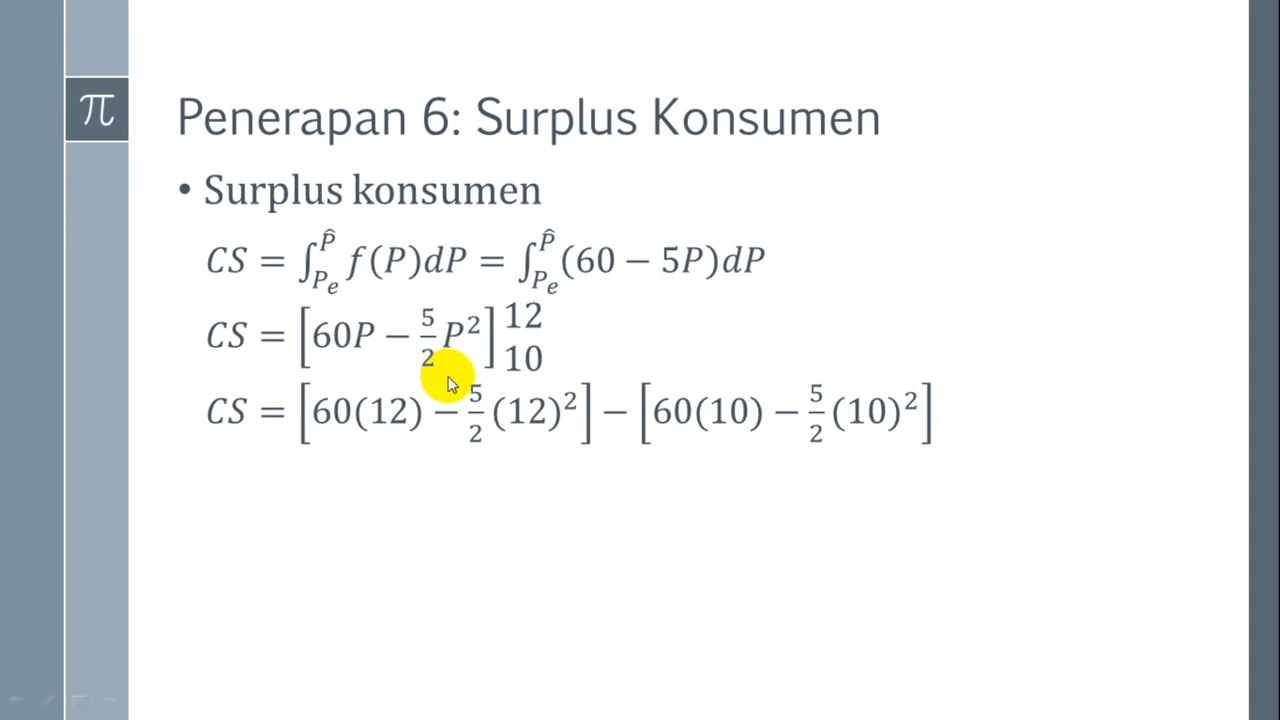 π
Penerapan 6: Surplus Konsumen
• Surplus konsumen
CS = ∫_{P_e}^{P̂} f(P)dP = ∫_{P_e}^{P̂} (60 − 5P)dP
CS = [60P − 5/2 P²] 12 10
CS = [60(12) − 5/2 (12)²] − [60(10) − 5/2 (10)²]